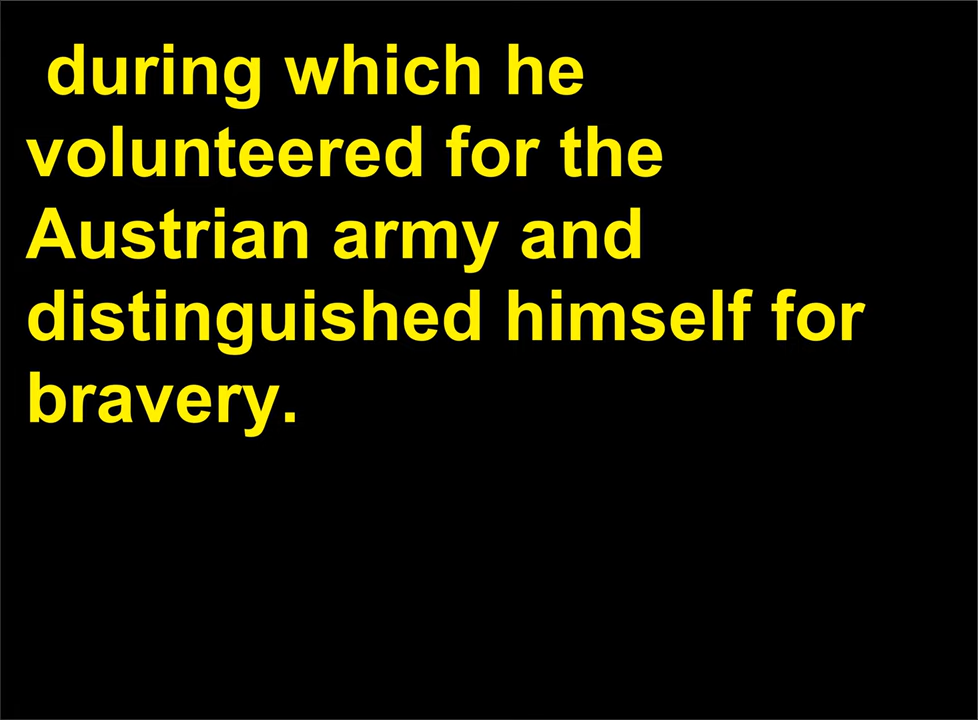 during which he
volunteered for the
Austrian army and
distinguished himself for
bravery.